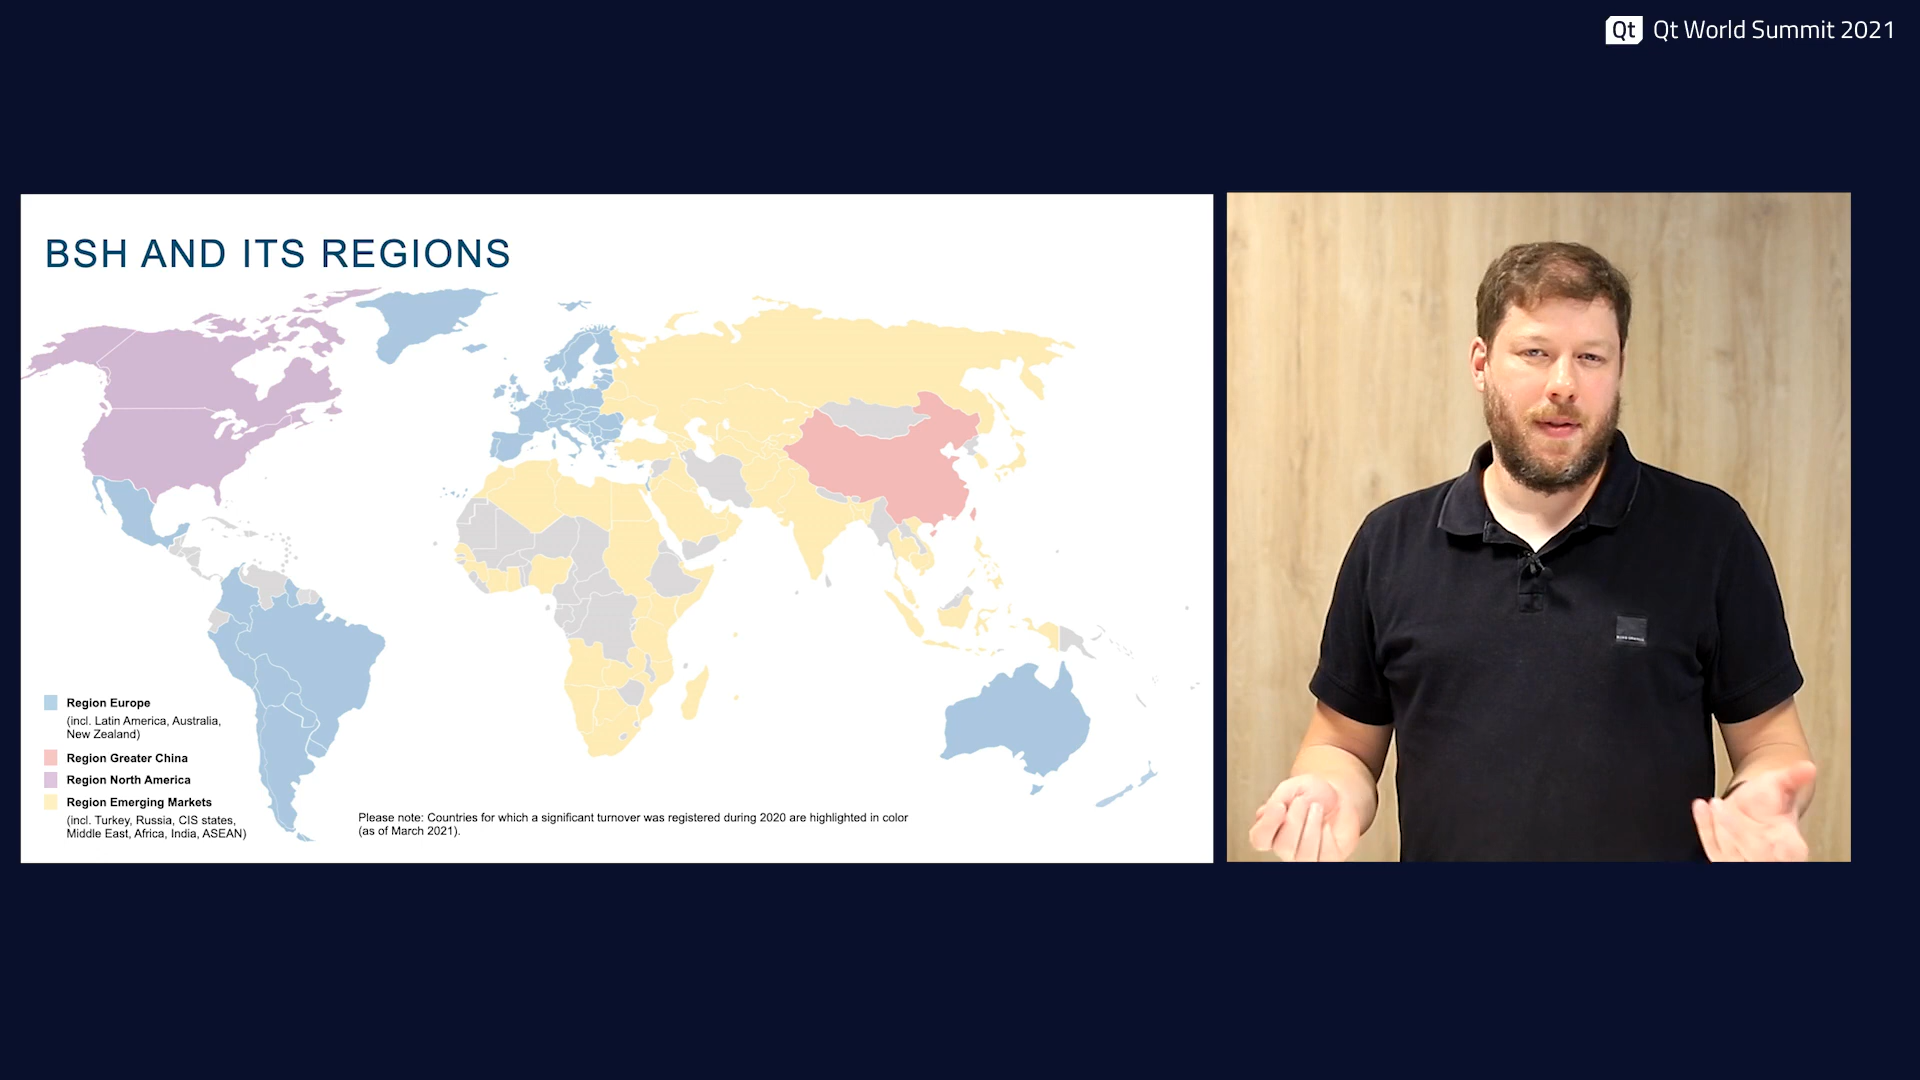 Qt Qt World Summit 2021
BSH AND ITS REGIONS
Region Europe
(incl. Latin America, Australia,
New Zealand)
Region Greater China
Region North America
Region Emerging Markets
(incl. Turkey, Russia, CIS states,
Middle East, Africa, India, ASEAN)
Please note: Countries for which a significant turnover was registered during 2020 are highlighted in color
(as of March 2021).